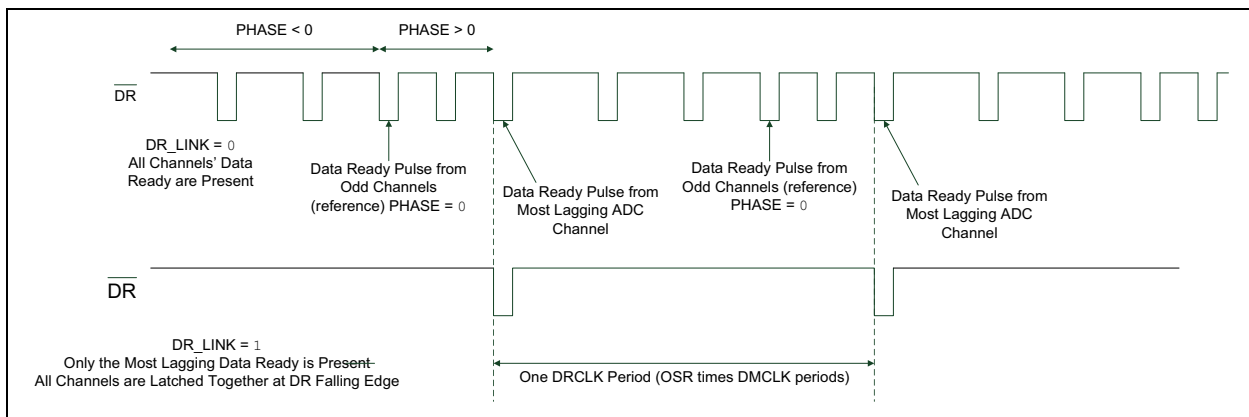 PHASE < 0
PHASE > 0
DR
DR_LINK = 0
All Channels' Data
Ready are Present
Data Ready Pulse from
Odd Channels
(reference) PHASE = 0
Data Ready Pulse from
Most Lagging ADC
Channel
Data Ready Pulse from
Odd Channels (reference)
PHASE = 0
Data Ready Pulse from
Most Lagging ADC
Channel
DR
DR_LINK = 1
Only the Most Lagging Data Ready is Present
All Channels are Latched Together at DR Falling Edge
One DRCLK Period (OSR times DMCLK periods)